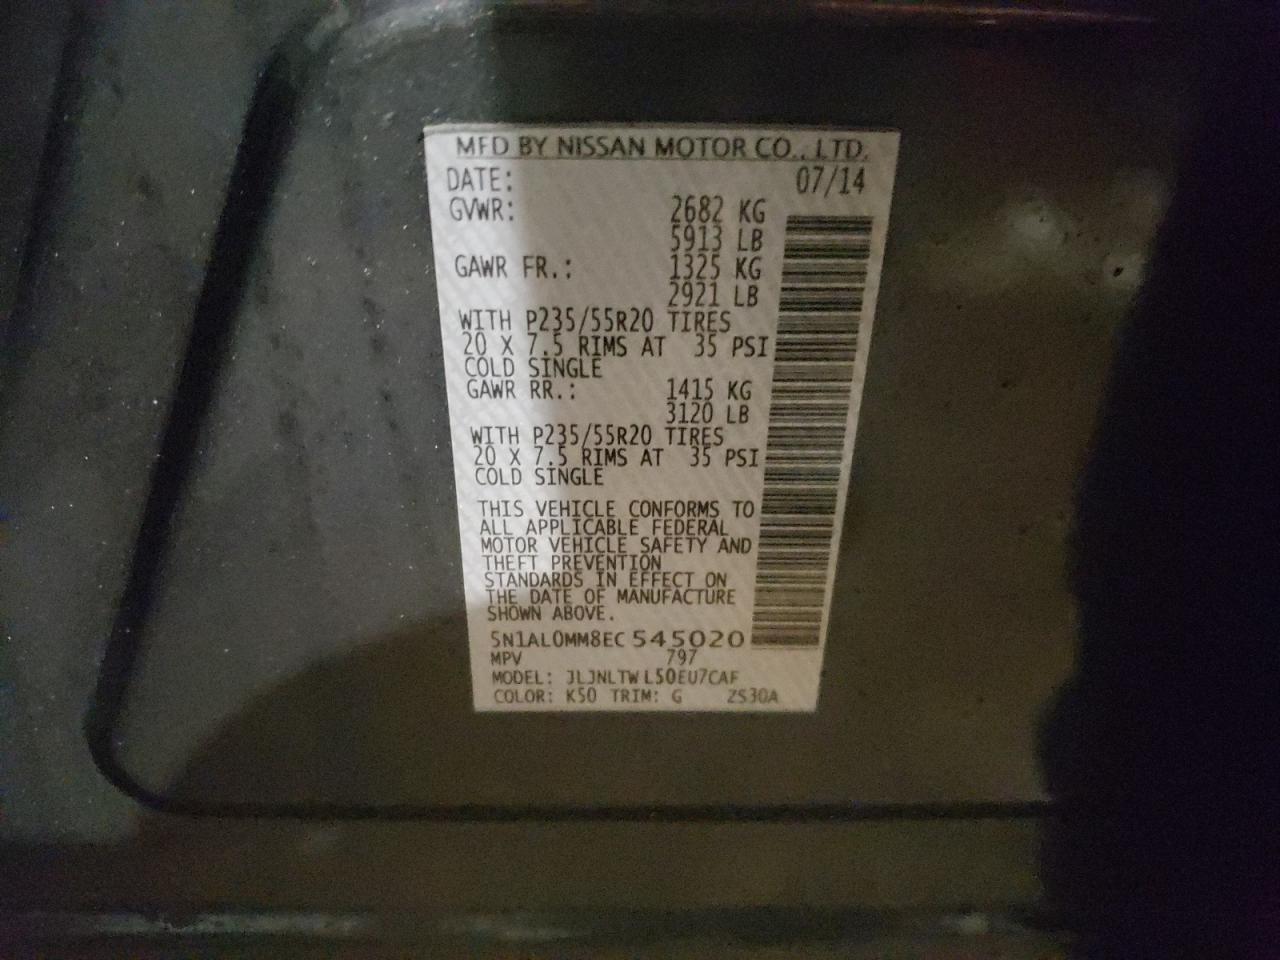 MFD BY NISSAN MOTOR CO., LTD.
DATE: 07/14
GVWR: 2682 KG
5913 LB
GAWR FR.: 1325 KG
2921 LB
WITH P235/55R20 TIRES
20 X 7.5 RIMS AT 35 PSI
COLD SINGLE
GAWR RR.: 1415 KG
3120 LB
WITH P235/55R20 TIRES
20 X 7.5 RIMS AT 35 PSI
COLD SINGLE
THIS VEHICLE CONFORMS TO
ALL APPLICABLE FEDERAL
MOTOR VEHICLE SAFETY AND
THEFT PREVENTION
STANDARDS IN EFFECT ON
THE DATE OF MANUFACTURE
SHOWN ABOVE.
5N1AL0MM8EC545020
MPV 797
MODEL: JLJNLTWL50EU7CAF
COLOR: K50 TRIM: G ZS30A